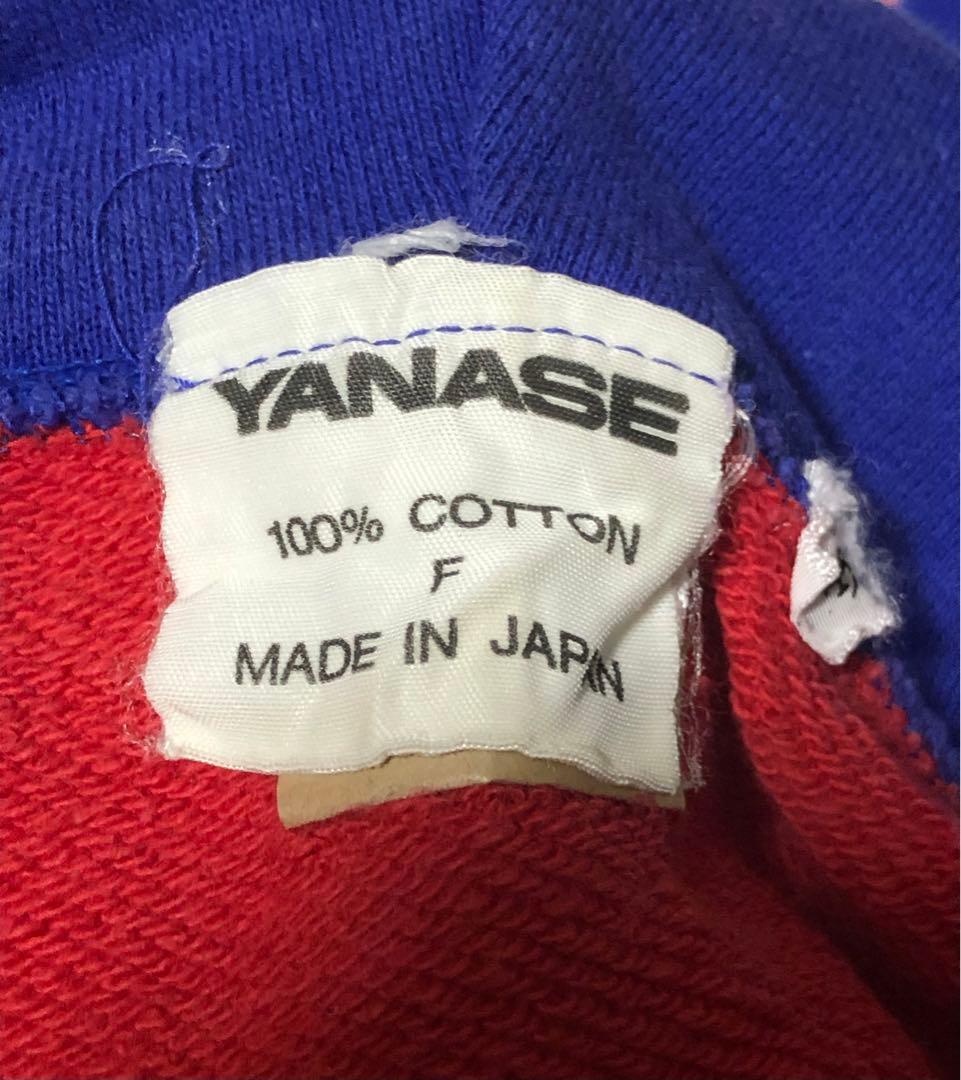 YANASE
100% COTTON
F
MADE IN JAPAN